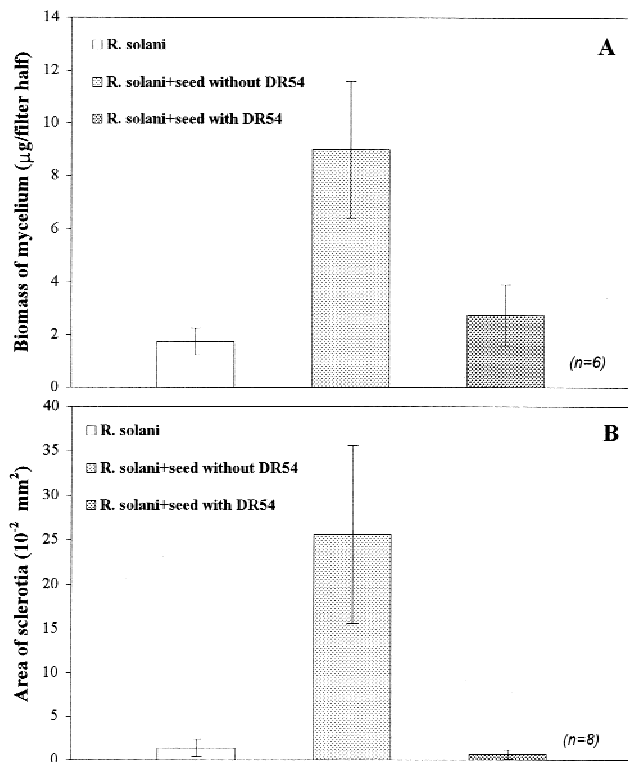 14
12
10
8
6
4
2
0
Biomass of mycelium (µg/filter half)
R. solani
R. solani+seed without DR54
R. solani+seed with DR54
A
(n=6)
40
35
30
25
20
15
10
5
0
Area of sclerotia (10⁻² mm²)
R. solani
R. solani+seed without DR54
R. solani+seed with DR54
B
(n=8)